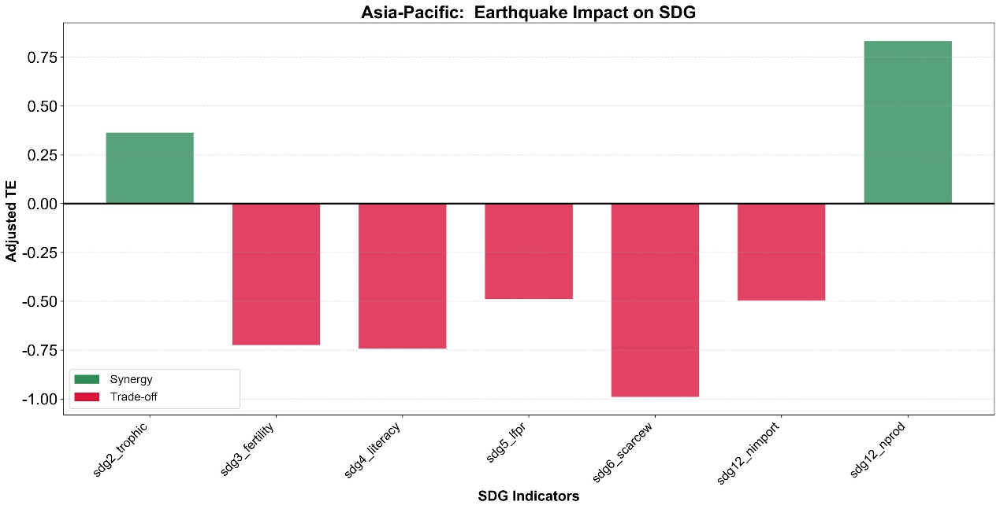 Asia-Pacific:  Earthquake Impact on SDG
Adjusted TE
0.75
0.50
0.25
0.00
-0.25
-0.50
-0.75
-1.00
Synergy
Trade-off
sdg2_trophic
sdg3_fertility
sdg4_literacy
sdg5_lfpr
sdg6_scarcew
sdg12_nimport
sdg12_nprod
SDG Indicators